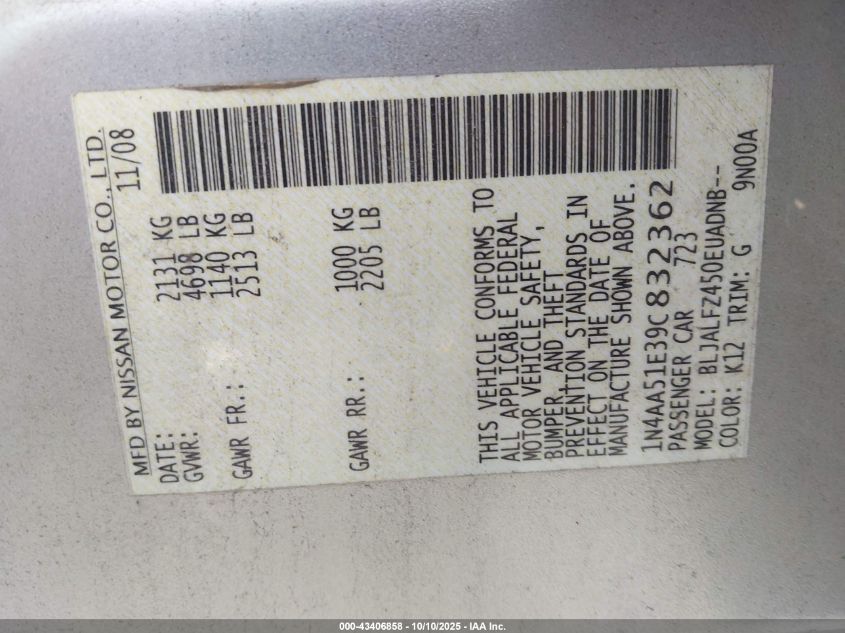 MFD BY NISSAN MOTOR CO., LTD.
DATE: 11/08
GVWR: 2131 KG
4698 LB
GAWR FR.: 1140 KG
2513 LB
GAWR RR.: 1000 KG
2205 LB
THIS VEHICLE CONFORMS TO
ALL APPLICABLE FEDERAL
MOTOR VEHICLE SAFETY,
BUMPER, AND THEFT
PREVENTION STANDARDS IN
EFFECT ON THE DATE OF
MANUFACTURE SHOWN ABOVE.
1N4AA51E39C832362
PASSENGER CAR 723
MODEL: BLJALFZ450EUADNB--
COLOR: K12 TRIM: G 9N00A
000-43406858 - 10/10/2025 - IAA Inc.